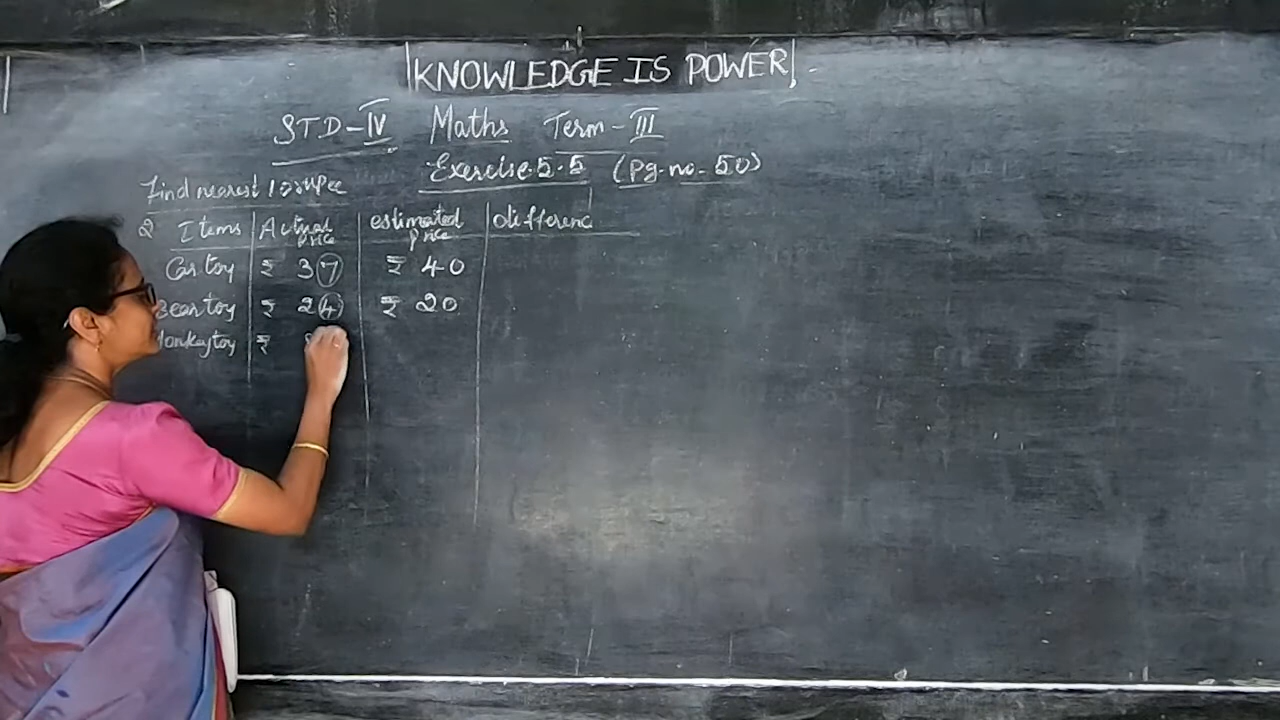 KNOWLEDGE IS POWER
STD-IV Maths Term-III
Exercise 5.5 (Pg.no. 50)
Find nearest 10 rupee
2 Items Actual Price estimated price difference
Car toy ₹ 37 ₹ 40
Bear toy ₹ 24 ₹ 20
Monkey toy ₹